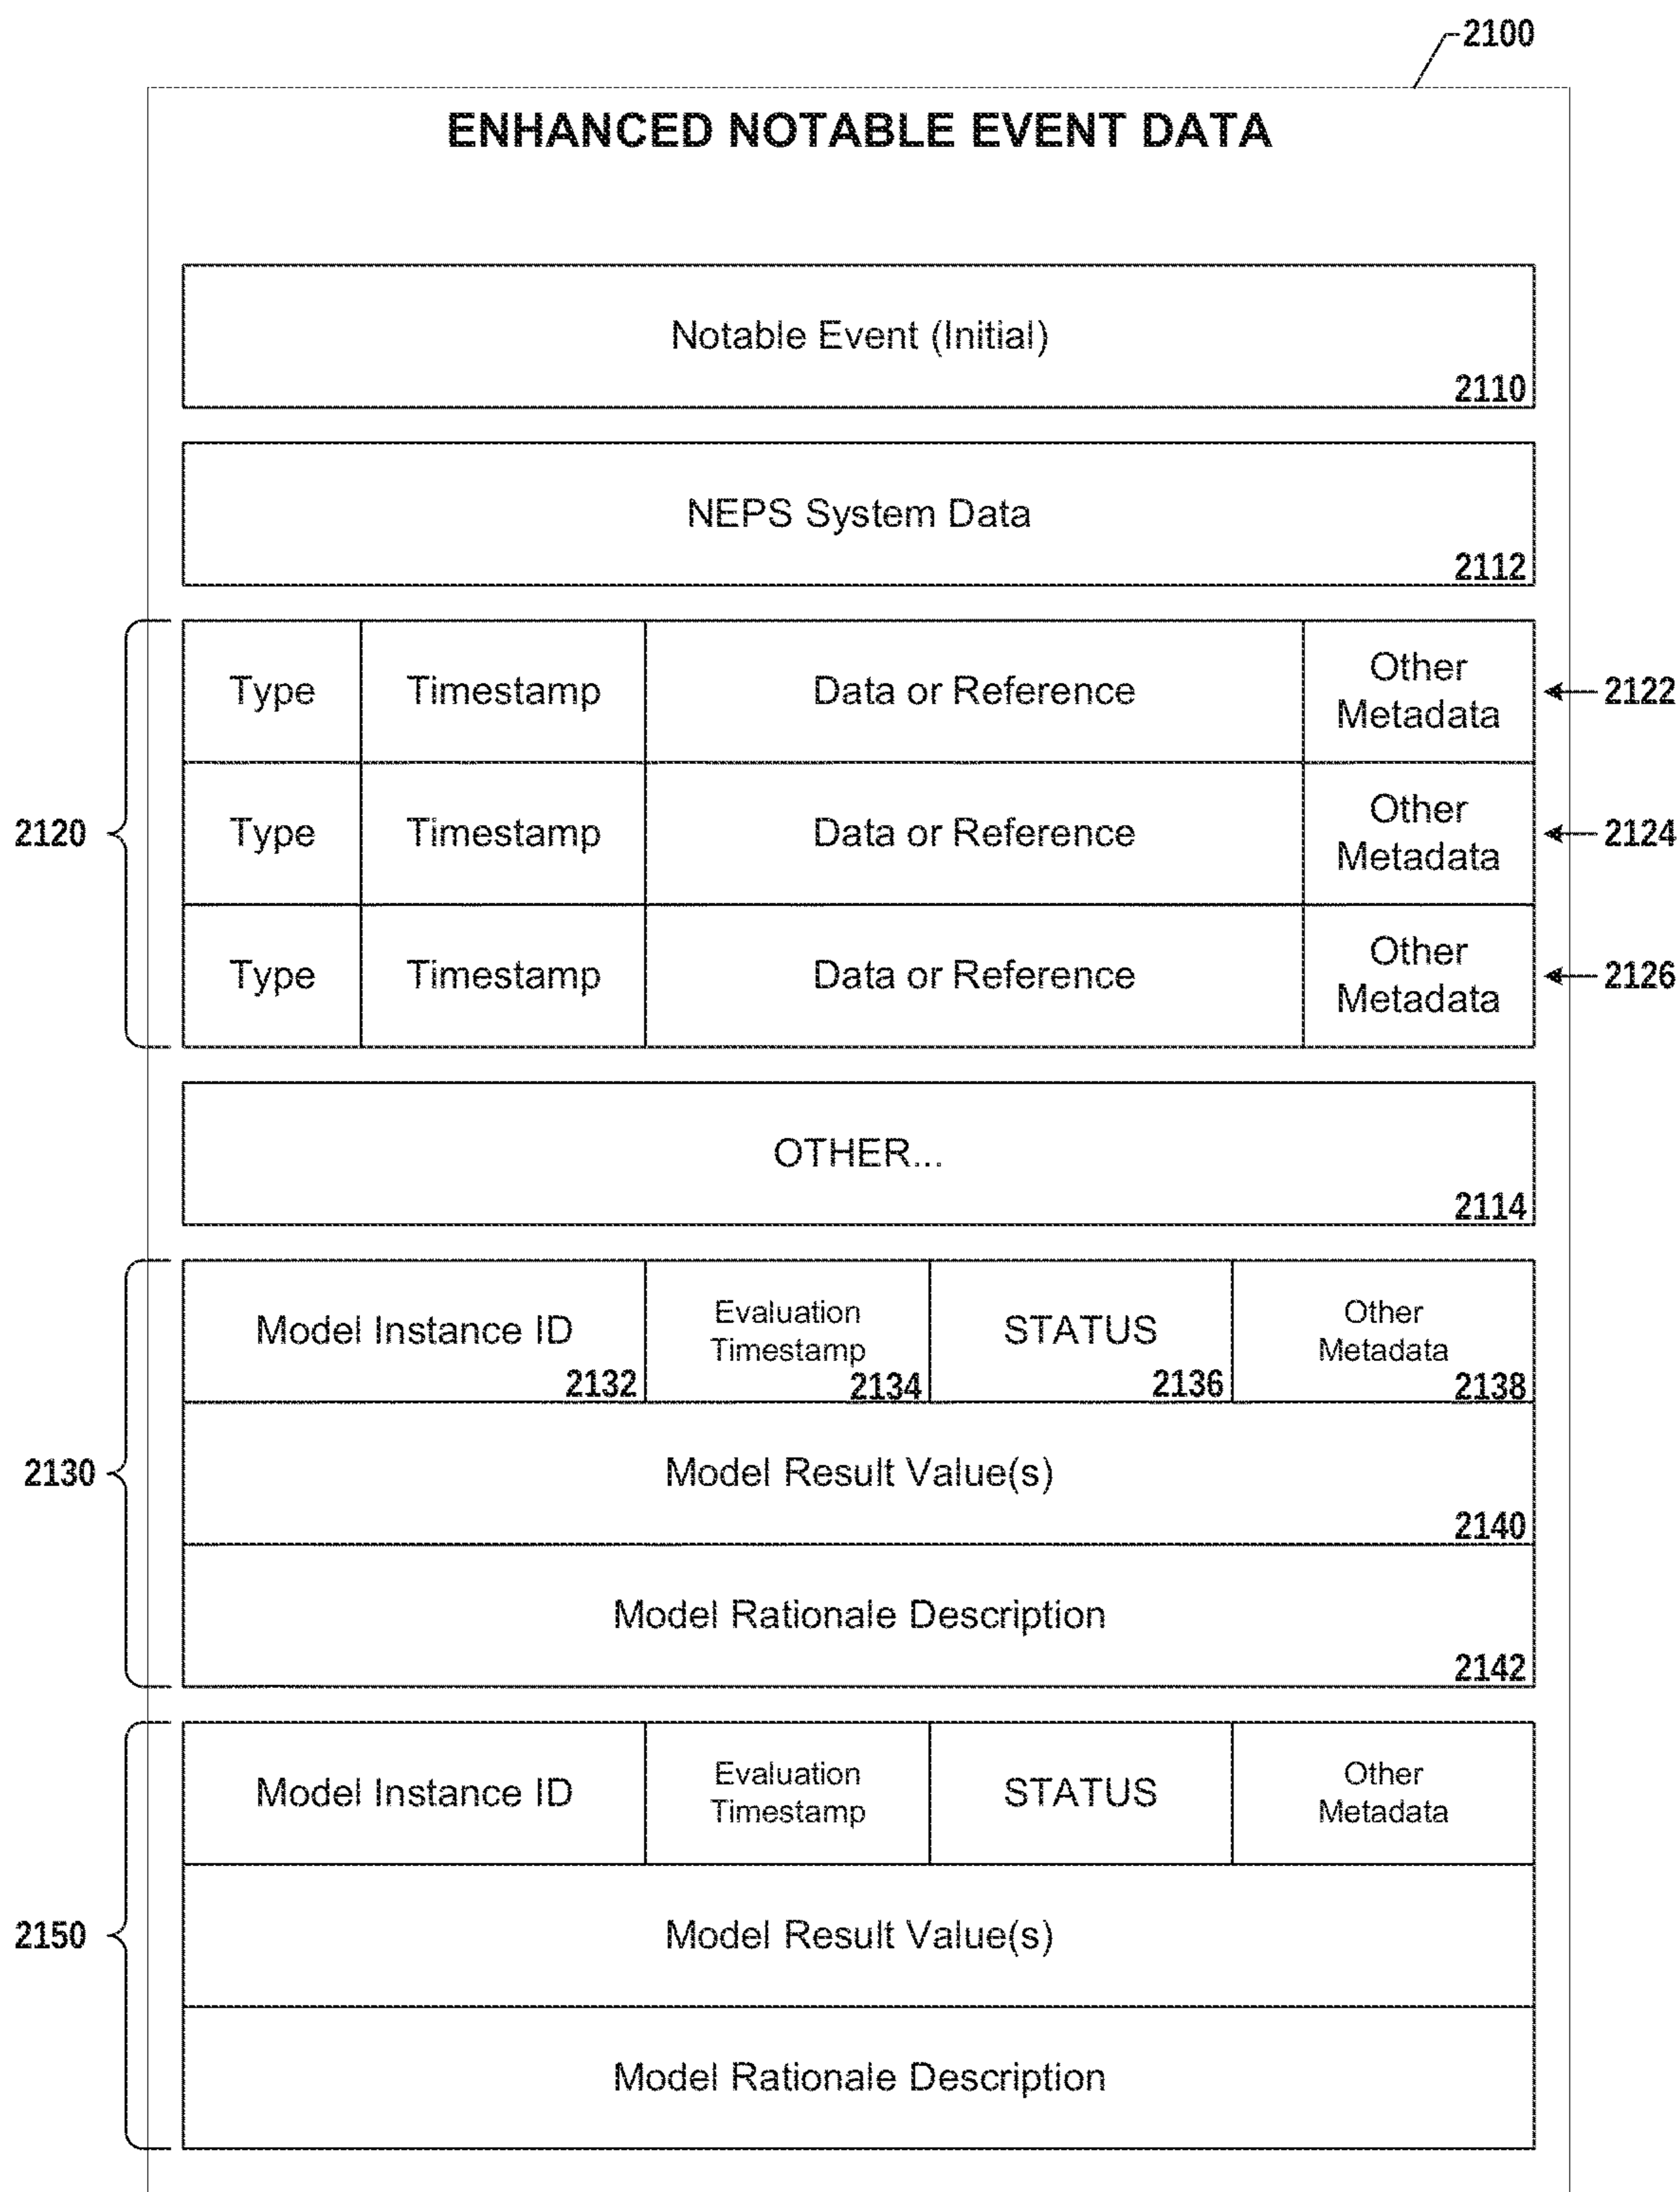 2100
ENHANCED NOTABLE EVENT DATA
Notable Event (Initial)
2110
NEPS System Data
2112
2120
Type Timestamp Data or Reference Other Metadata 2122
Type Timestamp Data or Reference Other Metadata 2124
Type Timestamp Data or Reference Other Metadata 2126
OTHER...
2114
2130
Model Instance ID 2132 Evaluation Timestamp 2134 STATUS 2136 Other Metadata 2138
Model Result Value(s)
2140
Model Rationale Description
2142
2150
Model Instance ID Evaluation Timestamp STATUS Other Metadata
Model Result Value(s)
Model Rationale Description